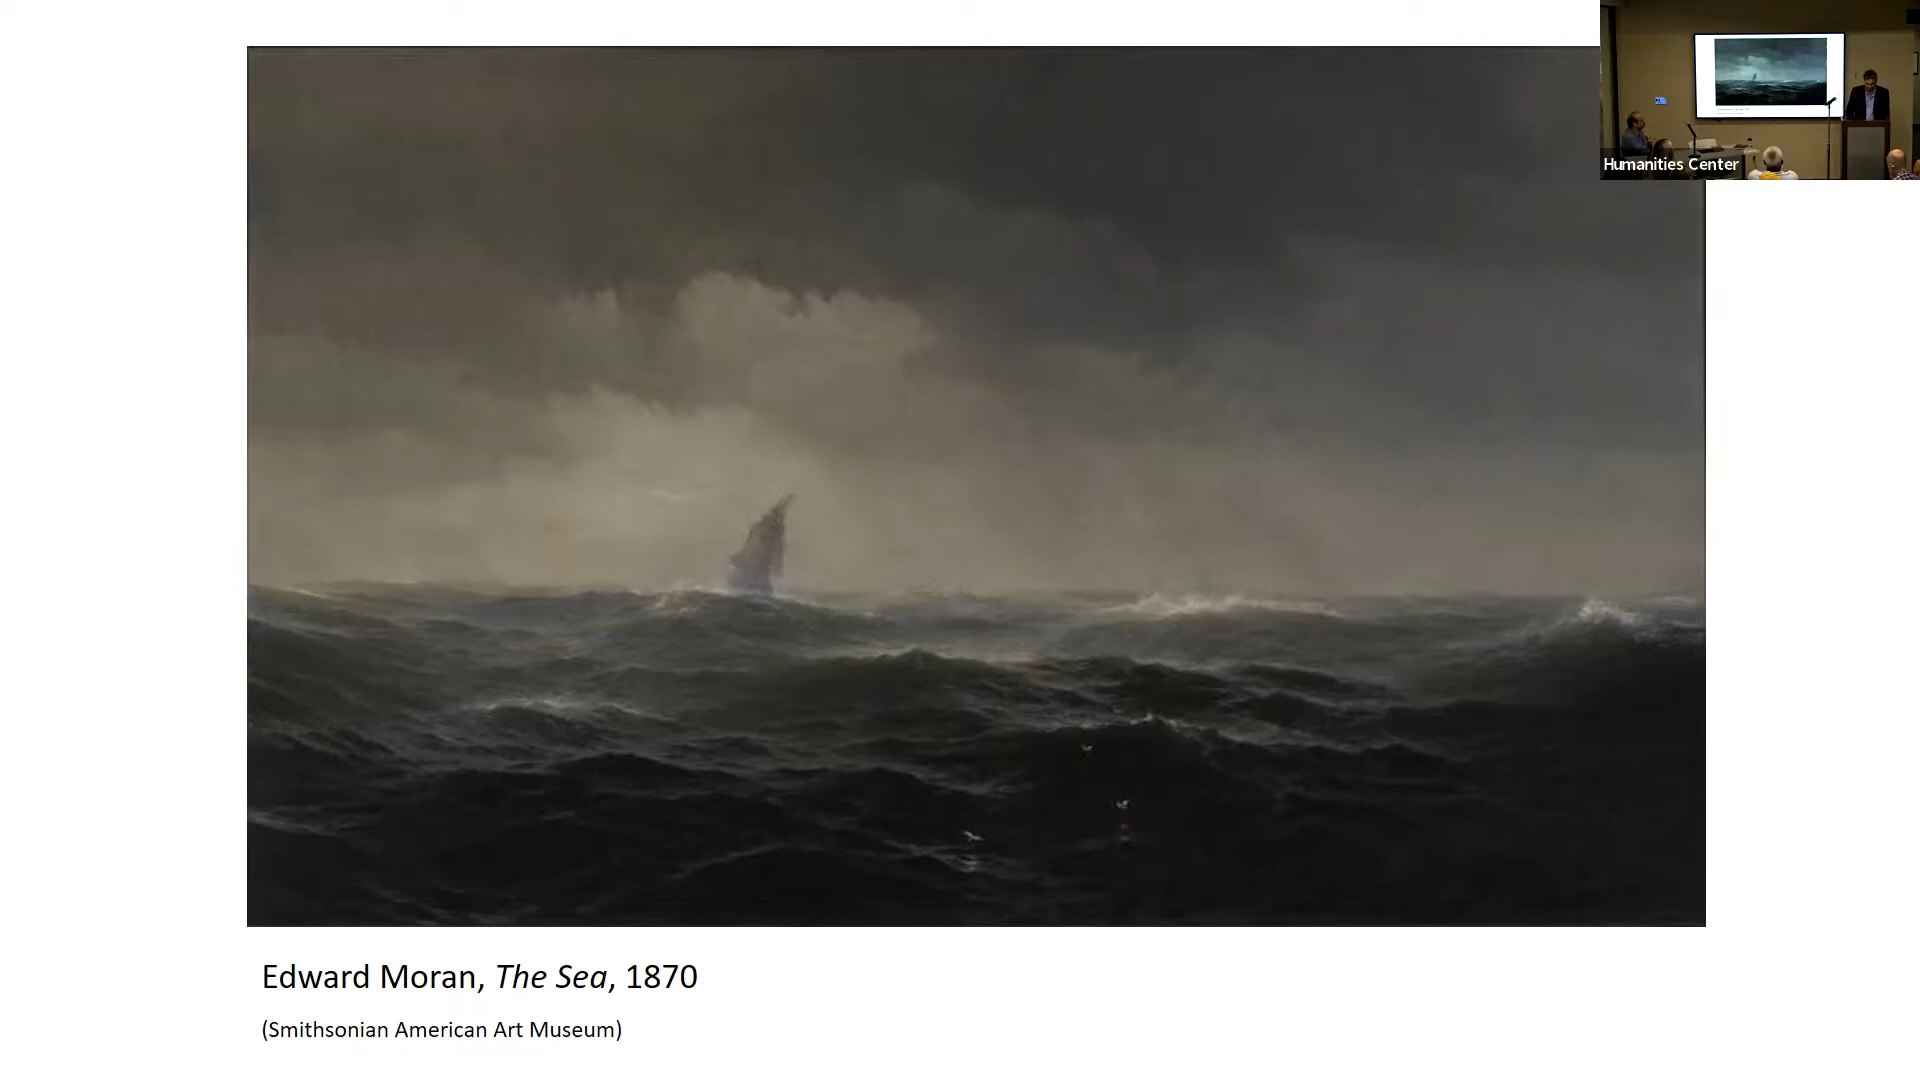 Humanities Center
Edward Moran, The Sea, 1870
(Smithsonian American Art Museum)